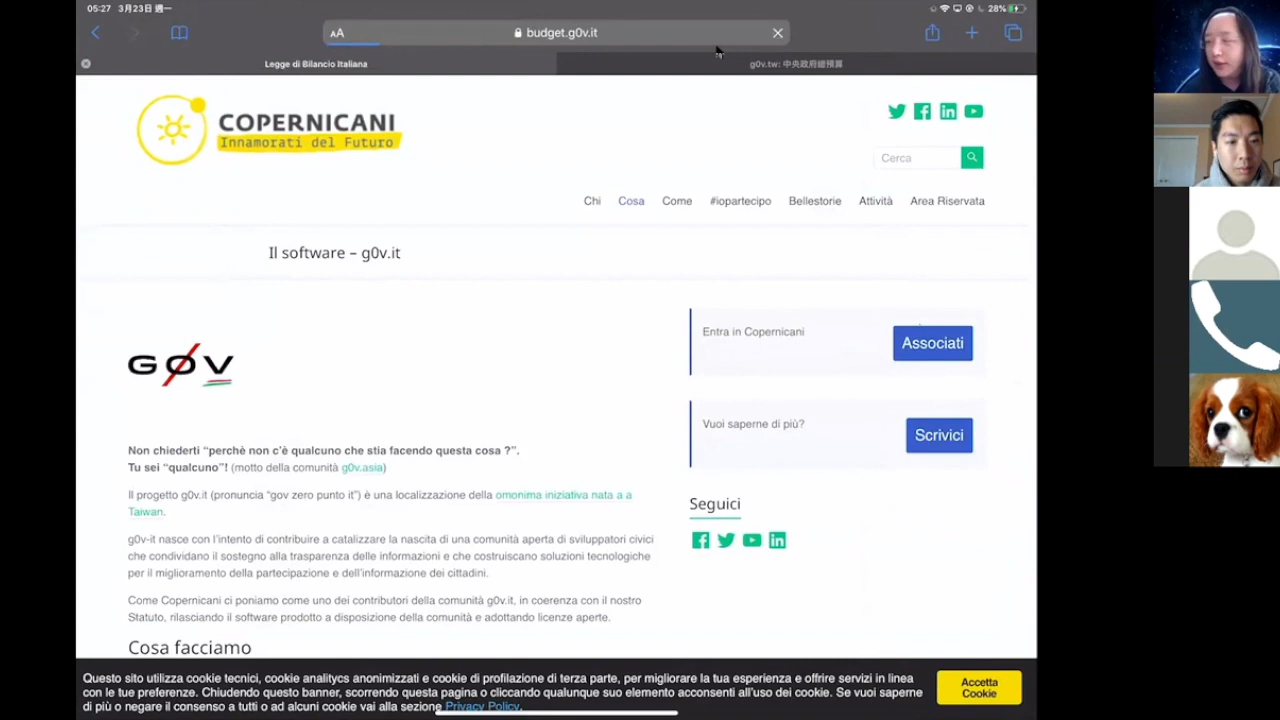 05:27 3月23日 週一
28%
AA
budget.g0v.it
Legge di Bilancio Italiana
g0v.tw: 中央政府總預算
COPERNICANI
Innamorati del Futuro
Cerca
Chi Cosa Come #iopartecipo Bellestorie Attività Area Riservata
Il software – g0v.it
GØV
Non chiederti “perchè non c’è qualcuno che stia facendo questa cosa ?”.
Tu sei “qualcuno”! (motto della comunità g0v.asia)
Il progetto g0v.it (pronuncia “gov zero punto it”) è una localizzazione della omonima iniziativa nata a a
Taiwan.
g0v-it nasce con l’intento di contribuire a catalizzare la nascita di una comunità aperta di sviluppatori civici
che condividano il sostegno alla trasparenza delle informazioni e che costruiscano soluzioni tecnologiche
per il miglioramento della partecipazione e dell’informazione dei cittadini.
Come Copernicani ci poniamo come uno dei contributori della comunità g0v.it, in coerenza con il nostro
Statuto, rilasciando il software prodotto a disposizione della comunità e adottando licenze aperte.
Cosa facciamo
Entra in Copernicani
Associati
Vuoi saperne di più?
Scrivici
Seguici
Questo sito utilizza cookie tecnici, cookie analitycs anonimizzati e cookie di profilazione di terza parte, per migliorare la tua esperienza e offrire servizi in linea
con le tue preferenze. Chiudendo questo banner, scorrendo questa pagina o cliccando qualunque suo elemento acconsenti all’uso dei cookie. Se vuoi saperne
di più o negare il consenso a tutti o ad alcuni cookie vai alla sezione Privacy Policy.
Accetta
Cookie